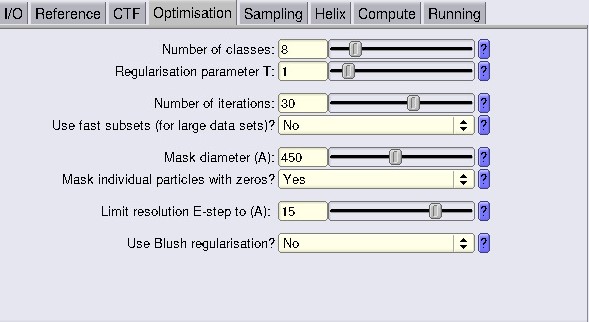 I/O Reference CTF Optimisation Sampling Helix Compute Running
Number of classes: 8 ?
Regularisation parameter T: 1 ?
Number of iterations: 30 ?
Use fast subsets (for large data sets)? No ?
Mask diameter (A): 450 ?
Mask individual particles with zeros? Yes ?
Limit resolution E-step to (A): 15 ?
Use Blush regularisation? No ?